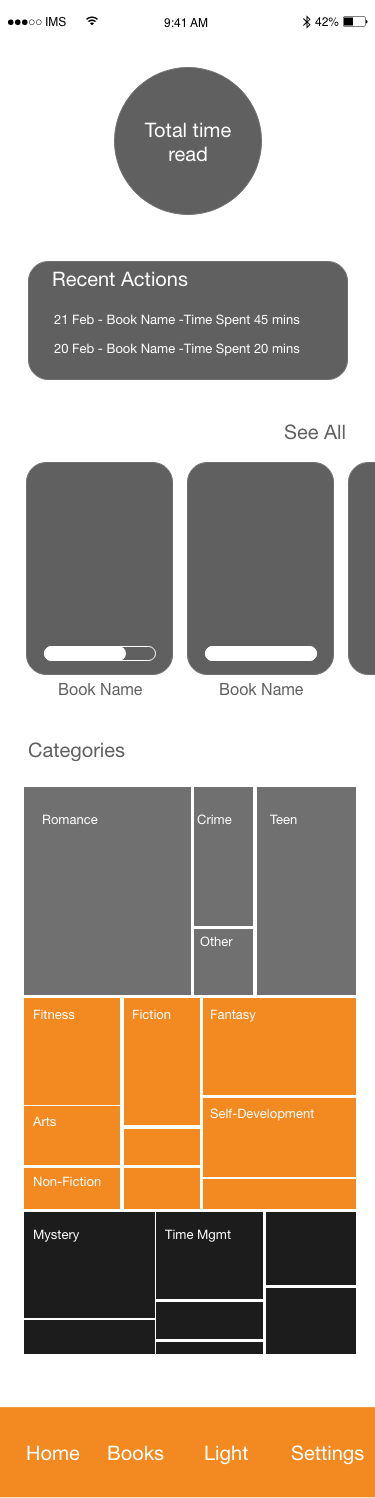 IMS 9:41 AM 42%
Total time
read
Recent Actions
21 Feb - Book Name -Time Spent 45 mins
20 Feb - Book Name -Time Spent 20 mins
See All
Book Name Book Name
Categories
Romance Crime Teen
Other
Fitness Fiction Fantasy
Self-Development
Arts
Non-Fiction
Mystery Time Mgmt
Home Books Light Settings